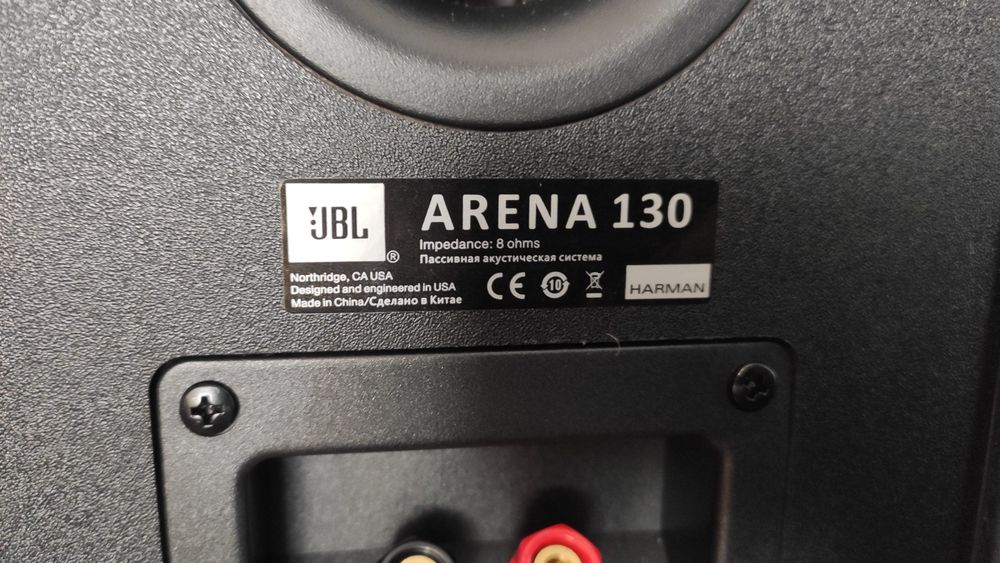 JBL
®
ARENA 130
Impedance: 8 ohms
Пассивная акустическая система
Northridge, CA USA
Designed and engineered in USA
Made in China/Сделано в Китае
CE
10
HARMAN